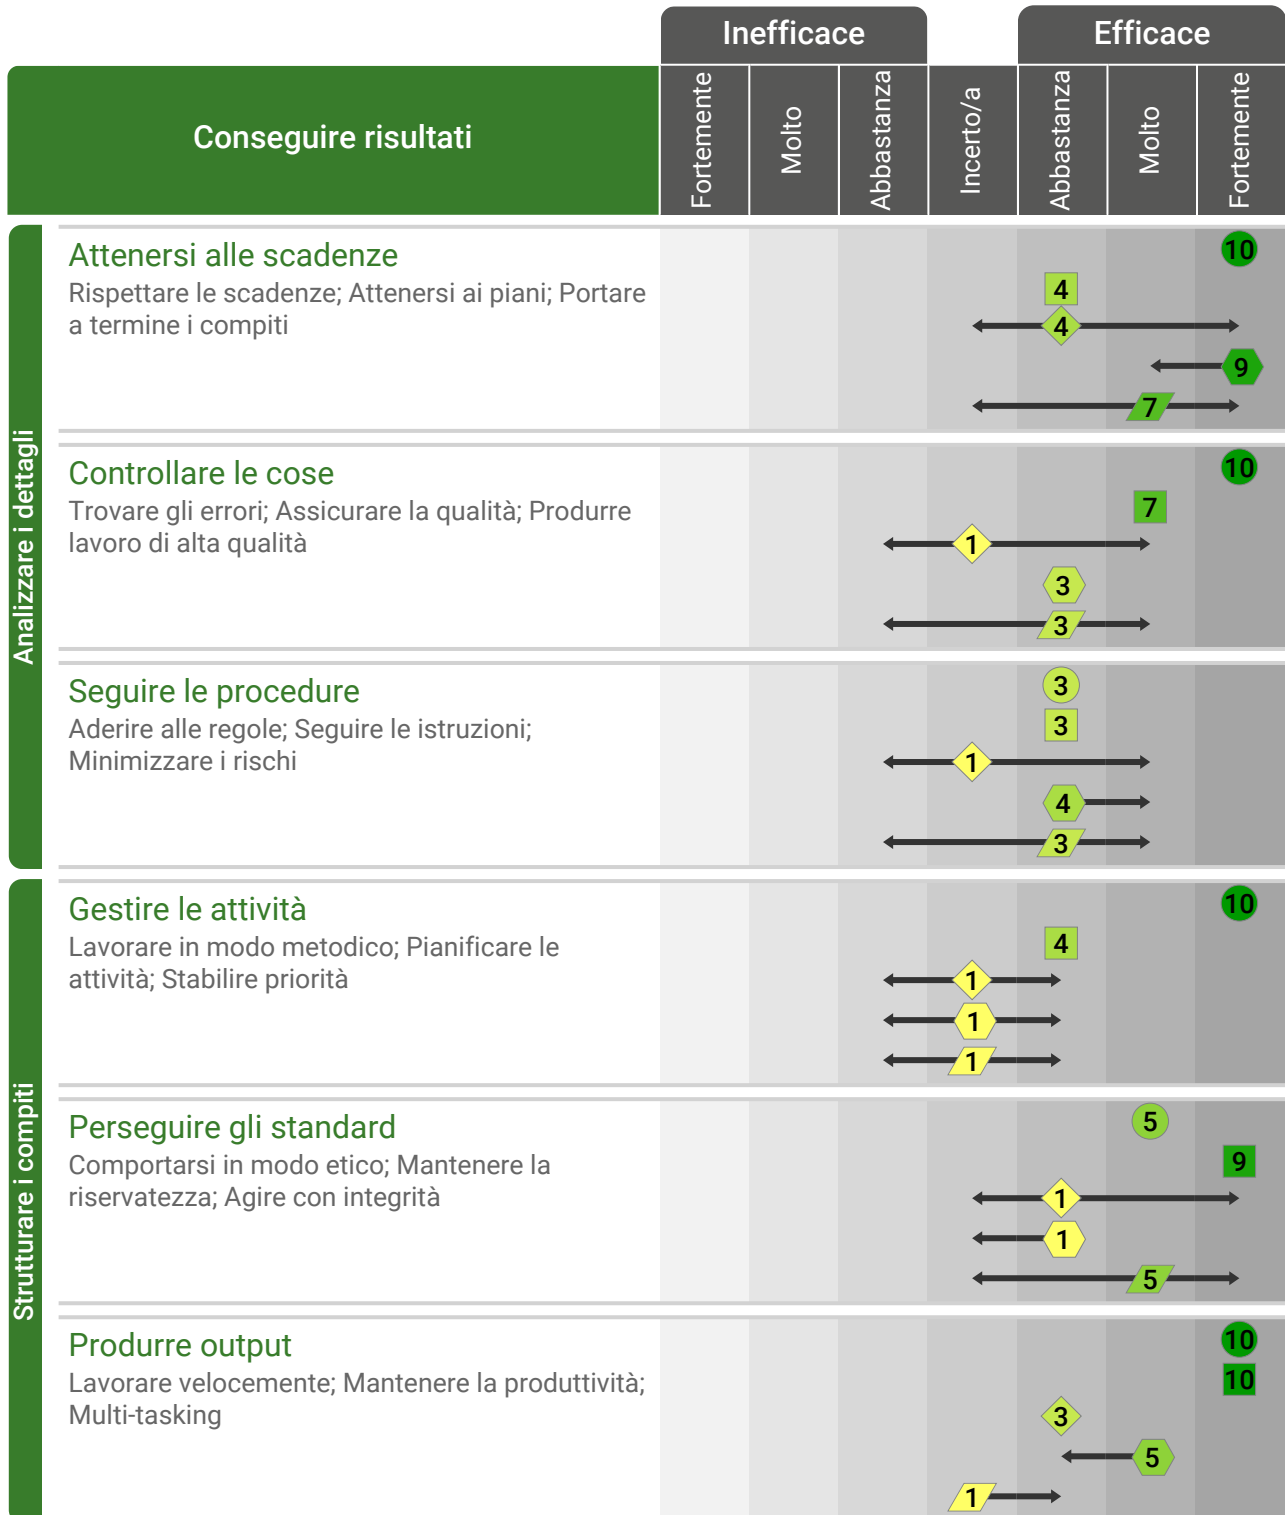 Inefficace
Efficace
Conseguire risultati
Fortemente
Molto
Abbastanza
Incerto/a
Abbastanza
Molto
Fortemente
Analizzare i dettagli
Attenersi alle scadenze
Rispettare le scadenze; Attenersi ai piani; Portare
a termine i compiti
10
4
4
9
7
Controllare le cose
Trovare gli errori; Assicurare la qualità; Produrre
lavoro di alta qualità
10
7
1
3
3
Seguire le procedure
Aderire alle regole; Seguire le istruzioni;
Minimizzare i rischi
3
3
1
4
3
Strutturare i compiti
Gestire le attività
Lavorare in modo metodico; Pianificare le
attività; Stabilire priorità
10
4
1
1
1
Perseguire gli standard
Comportarsi in modo etico; Mantenere la
riservatezza; Agire con integrità
5
9
1
1
5
Produrre output
Lavorare velocemente; Mantenere la produttività;
Multi-tasking
10
10
3
5
1